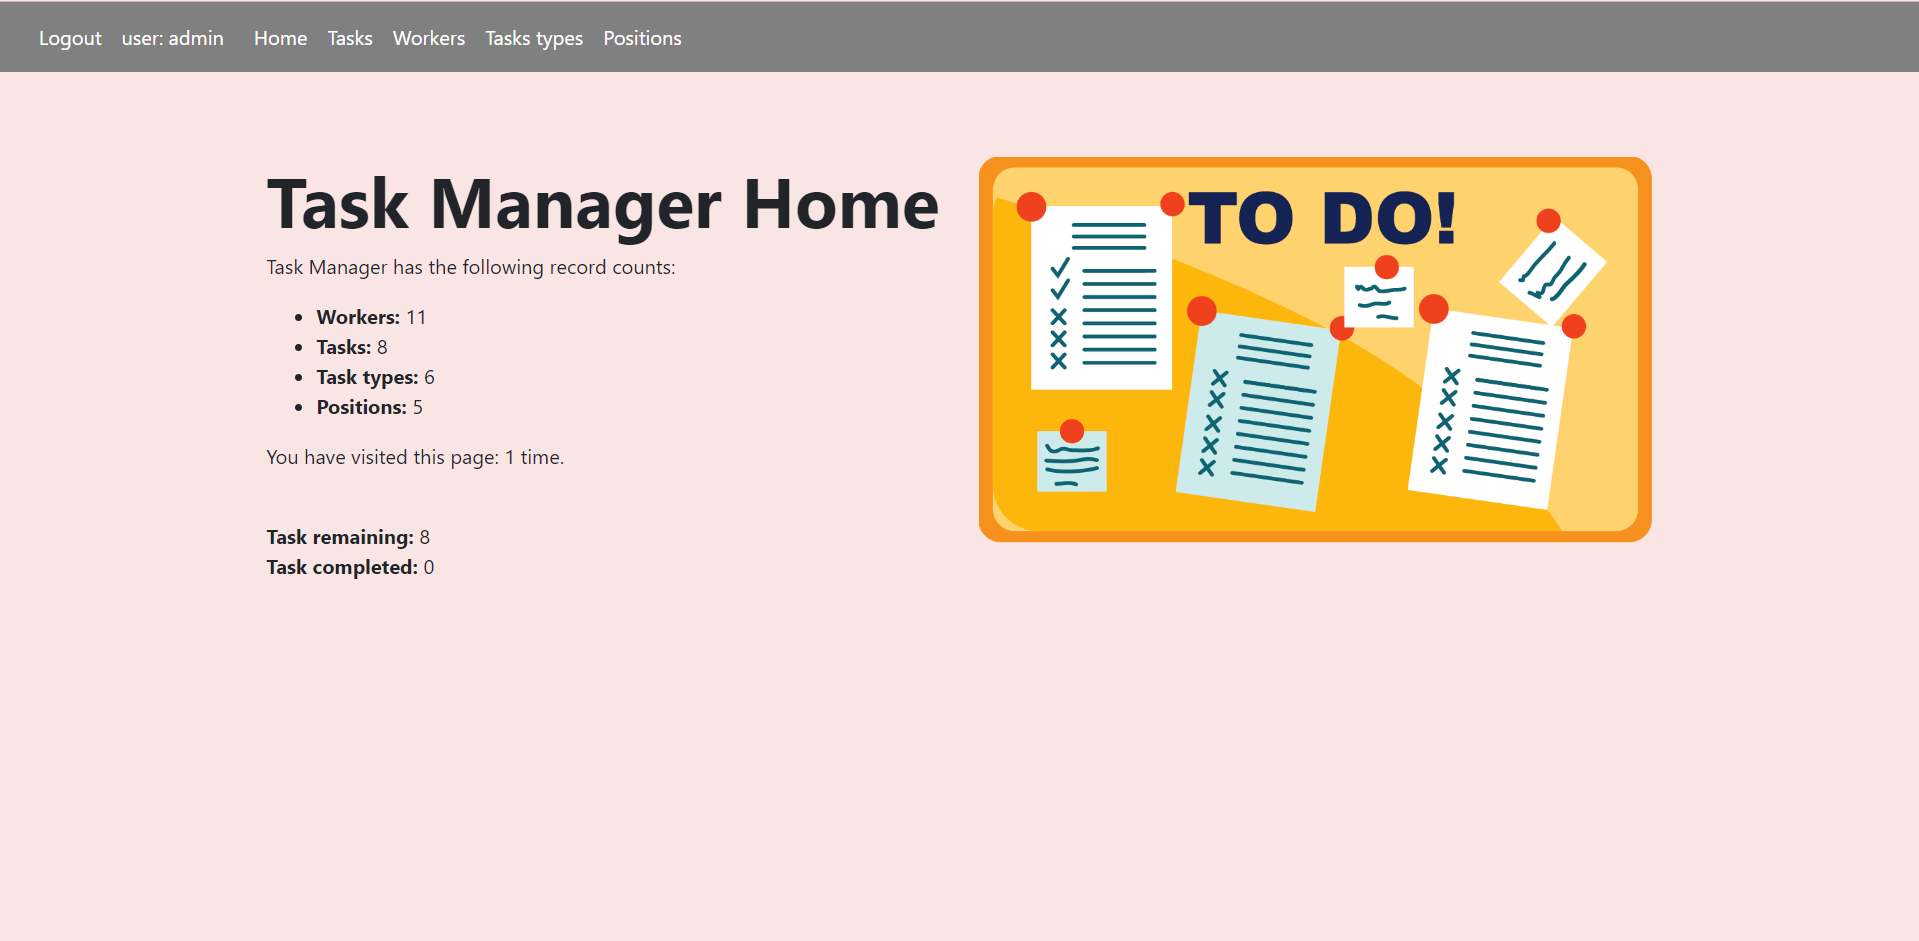 Logout user: admin Home Tasks Workers Tasks types Positions
Task Manager Home
Task Manager has the following record counts:
Workers: 11
Tasks: 8
Task types: 6
Positions: 5
You have visited this page: 1 time.
Task remaining: 8
Task completed: 0
TO DO!